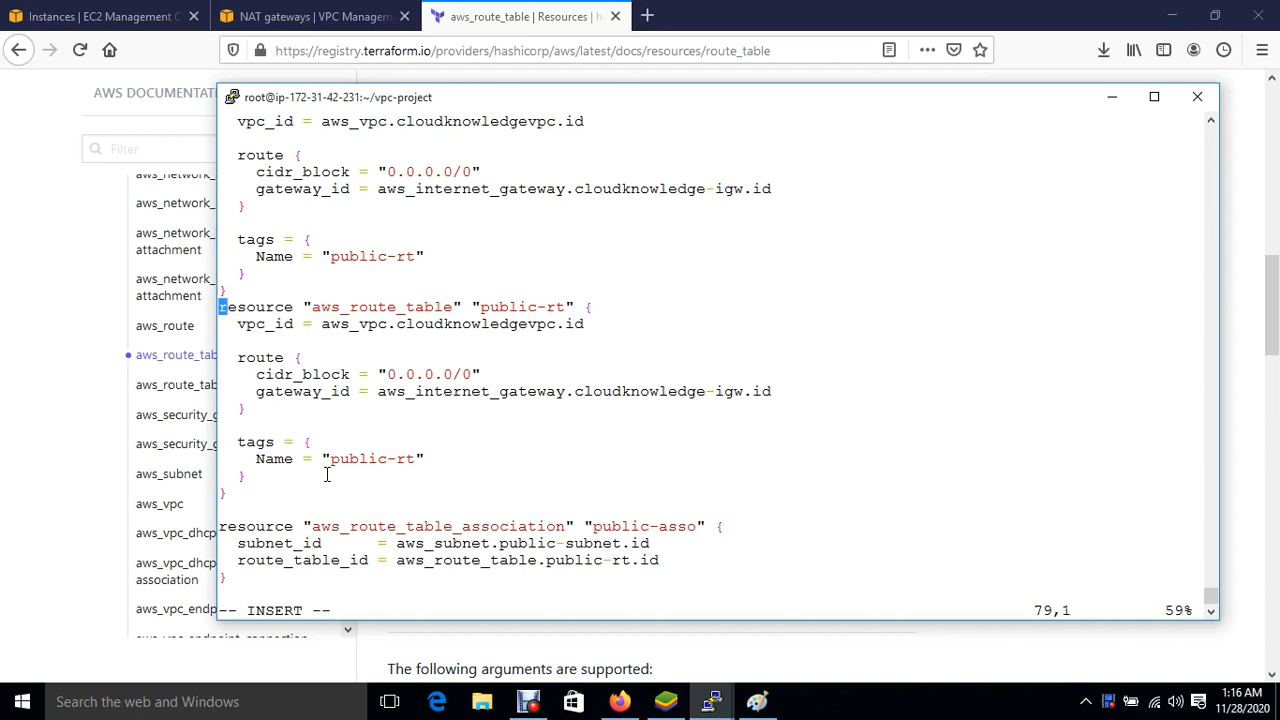 Instances | EC2 Management C
NAT gateways | VPC Managem
aws_route_table | Resources | h
https://registry.terraform.io/providers/hashicorp/aws/latest/docs/resources/route_table
AWS DOCUMENTAT
Filter
aws_network_
aws_network_
aws_network_
attachment
aws_network_
attachment
aws_route
aws_route_tab
aws_route_tab
aws_security_g
aws_security_g
aws_subnet
aws_vpc
aws_vpc_dhcp
aws_vpc_dhcp
association
aws_vpc_endp
aws_vpc_endpoint_connection
root@ip-172-31-42-231:~/vpc-project
vpc_id = aws_vpc.cloudknowledgevpc.id
route {
cidr_block = "0.0.0.0/0"
gateway_id = aws_internet_gateway.cloudknowledge-igw.id
}
tags = {
Name = "public-rt"
}
}
resource "aws_route_table" "public-rt" {
vpc_id = aws_vpc.cloudknowledgevpc.id
route {
cidr_block = "0.0.0.0/0"
gateway_id = aws_internet_gateway.cloudknowledge-igw.id
}
tags = {
Name = "public-rt"
}
}
resource "aws_route_table_association" "public-asso" {
subnet_id      = aws_subnet.public-subnet.id
route_table_id = aws_route_table.public-rt.id
}
-- INSERT -- 79,1 59%
The following arguments are supported:
Search the web and Windows
1:16 AM
11/28/2020